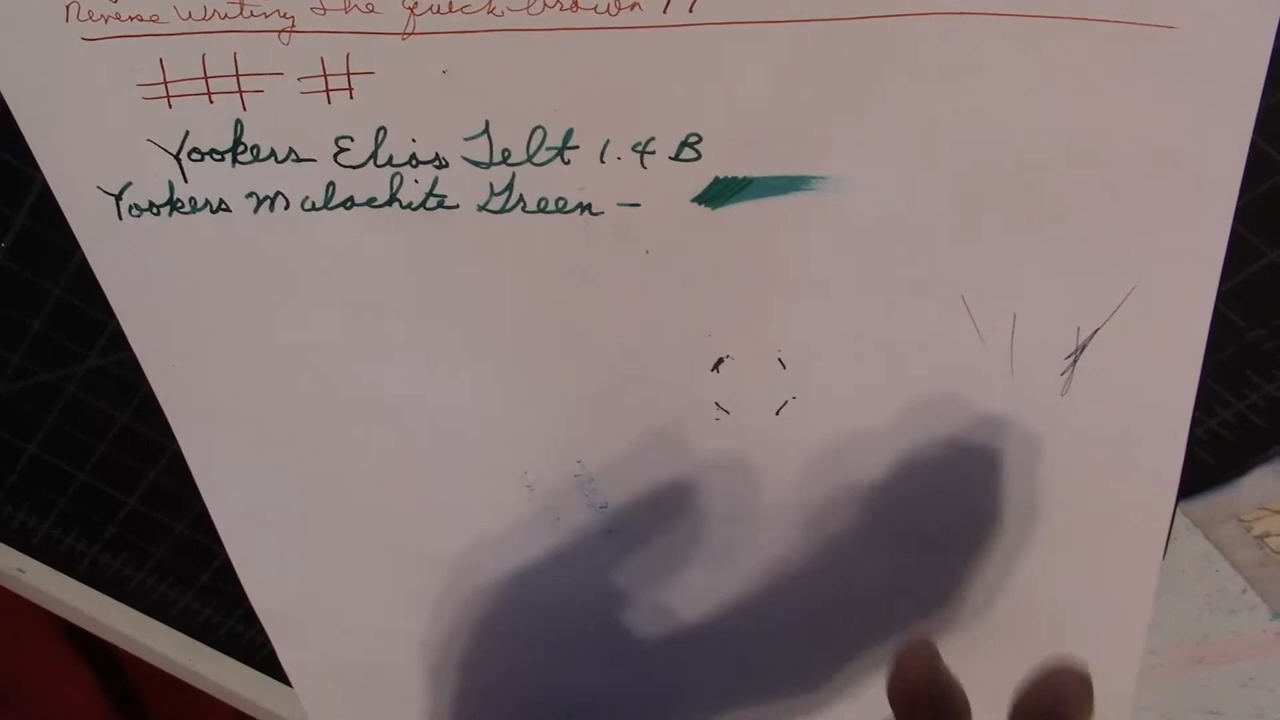 Reverse Writing The quick brown
Yookers Elios Felt 1.4 B
Yookers Malachite Green -